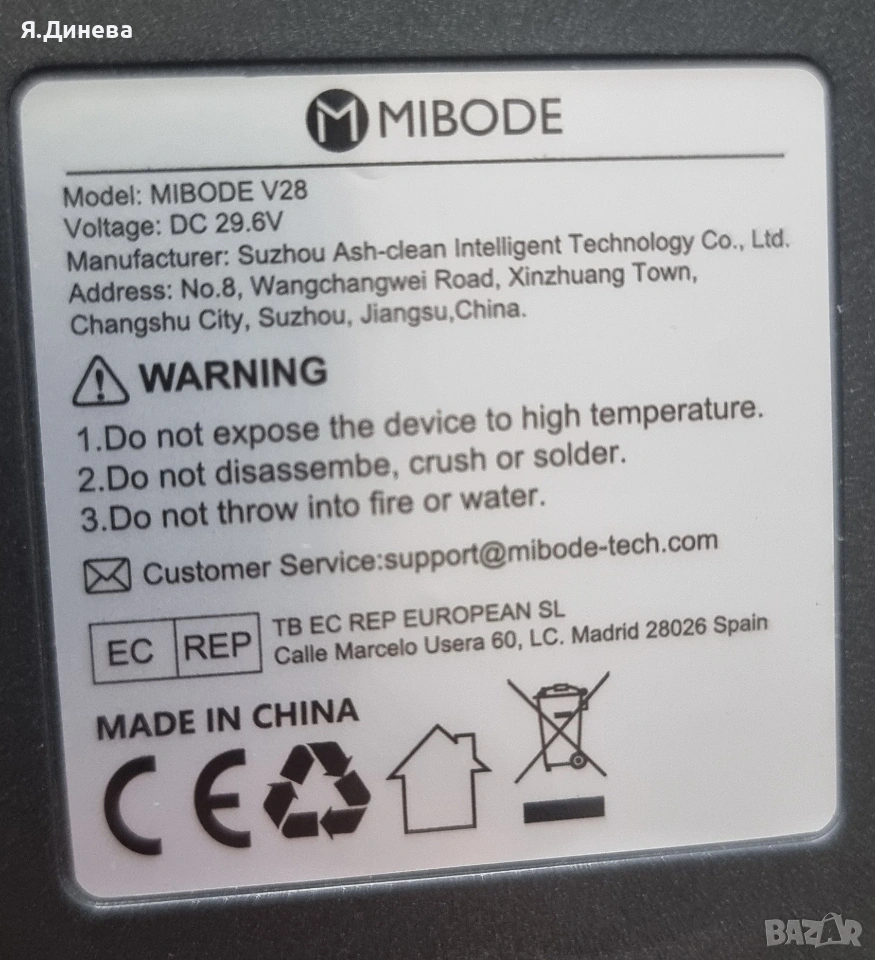 Я.Динева
MIBODE
Model: MIBODE V28
Voltage: DC 29.6V
Manufacturer: Suzhou Ash-clean Intelligent Technology Co., Ltd.
Address: No.8, Wangchangwei Road, Xinzhuang Town,
Changshu City, Suzhou, Jiangsu,China.
WARNING
1.Do not expose the device to high temperature.
2.Do not disassembe, crush or solder.
3.Do not throw into fire or water.
Customer Service:support@mibode-tech.com
EC REP
TB EC REP EUROPEAN SL
Calle Marcelo Usera 60, LC. Madrid 28026 Spain
MADE IN CHINA
CE
BAZAR